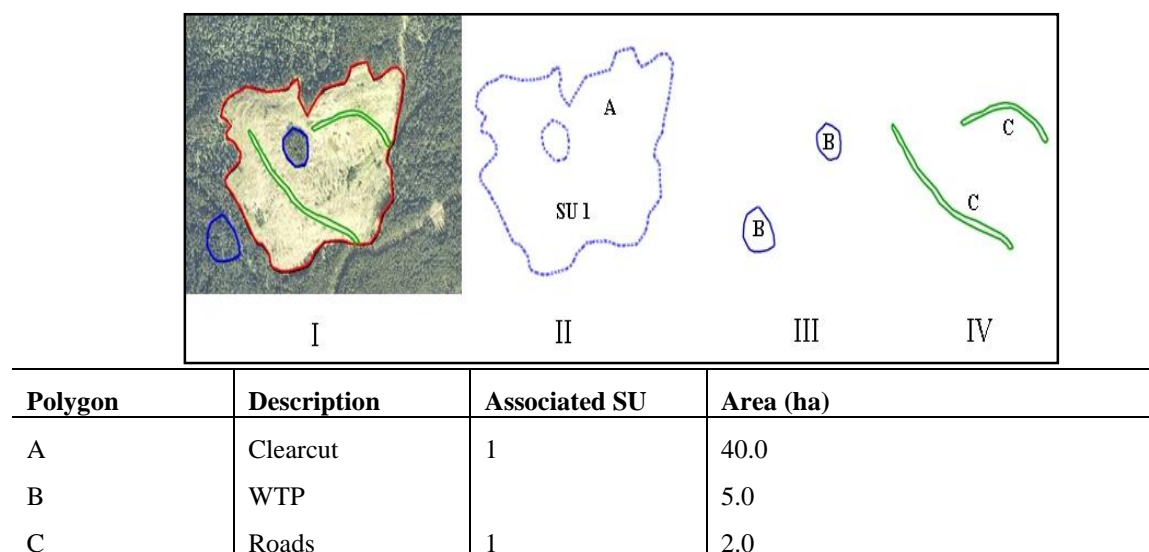 A
SU 1
B
B
C
C
I II III IV
Polygon Description Associated SU Area (ha)
A Clearcut 1 40.0
B WTP 5.0
C Roads 1 2.0